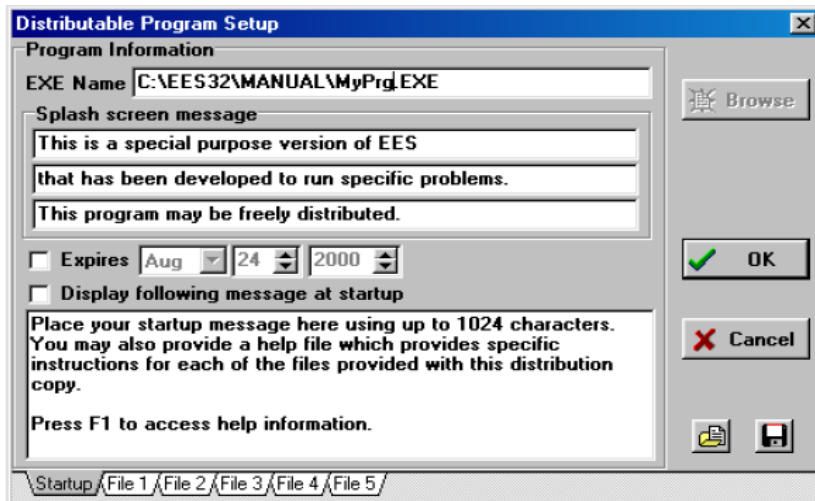 Distributable Program Setup
Program Information
EXE Name C:\EES32\MANUAL\MyPrg.EXE
Browse
Splash screen message
This is a special purpose version of EES
that has been developed to run specific problems.
This program may be freely distributed.
Expires Aug 24 2000
OK
Display following message at startup
Place your startup message here using up to 1024 characters.
You may also provide a help file which provides specific
instructions for each of the files provided with this distribution
copy.
Cancel
Press F1 to access help information.
Startup File 1 File 2 File 3 File 4 File 5